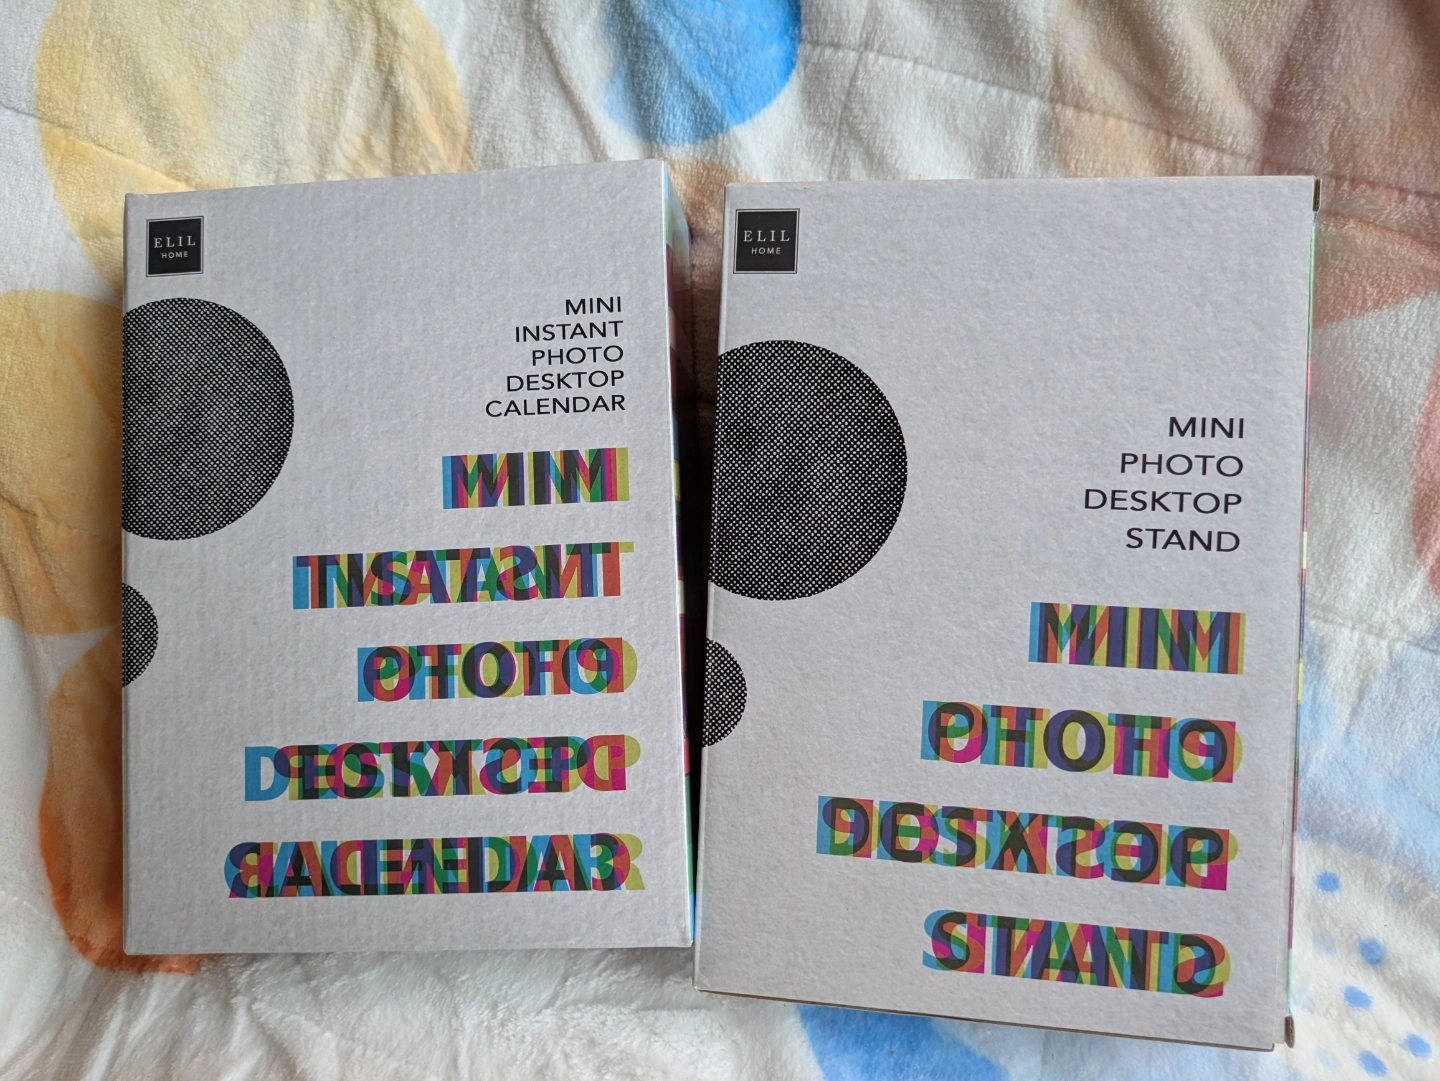 ELIL
HOME
MINI
INSTANT
PHOTO
DESKTOP
CALENDAR
MINI
INSTANT
PHOTO
DESKTOP
CALENDAR
ELIL
HOME
MINI
PHOTO
DESKTOP
STAND
MINI
PHOTO
DESKTOP
STAND